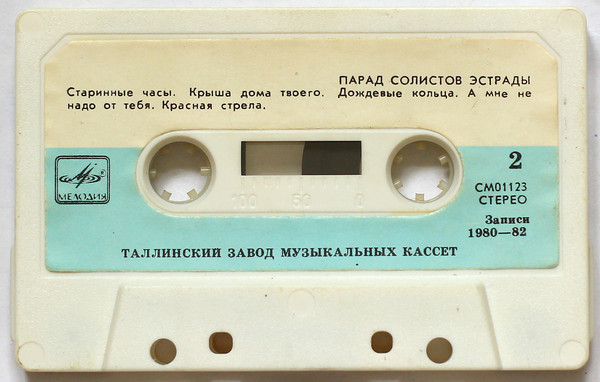 ПАРАД СОЛИСТОВ ЭСТРАДЫ
Старинные часы. Крыша дома твоего. Дождевые кольца. А мне не
надо от тебя. Красная стрела.
МЕЛОДИЯ
2
СМ01123
СТЕРЕО
100 50 0
Записи
1980—82
ТАЛЛИНСКИЙ ЗАВОД МУЗЫКАЛЬНЫХ КАССЕТ